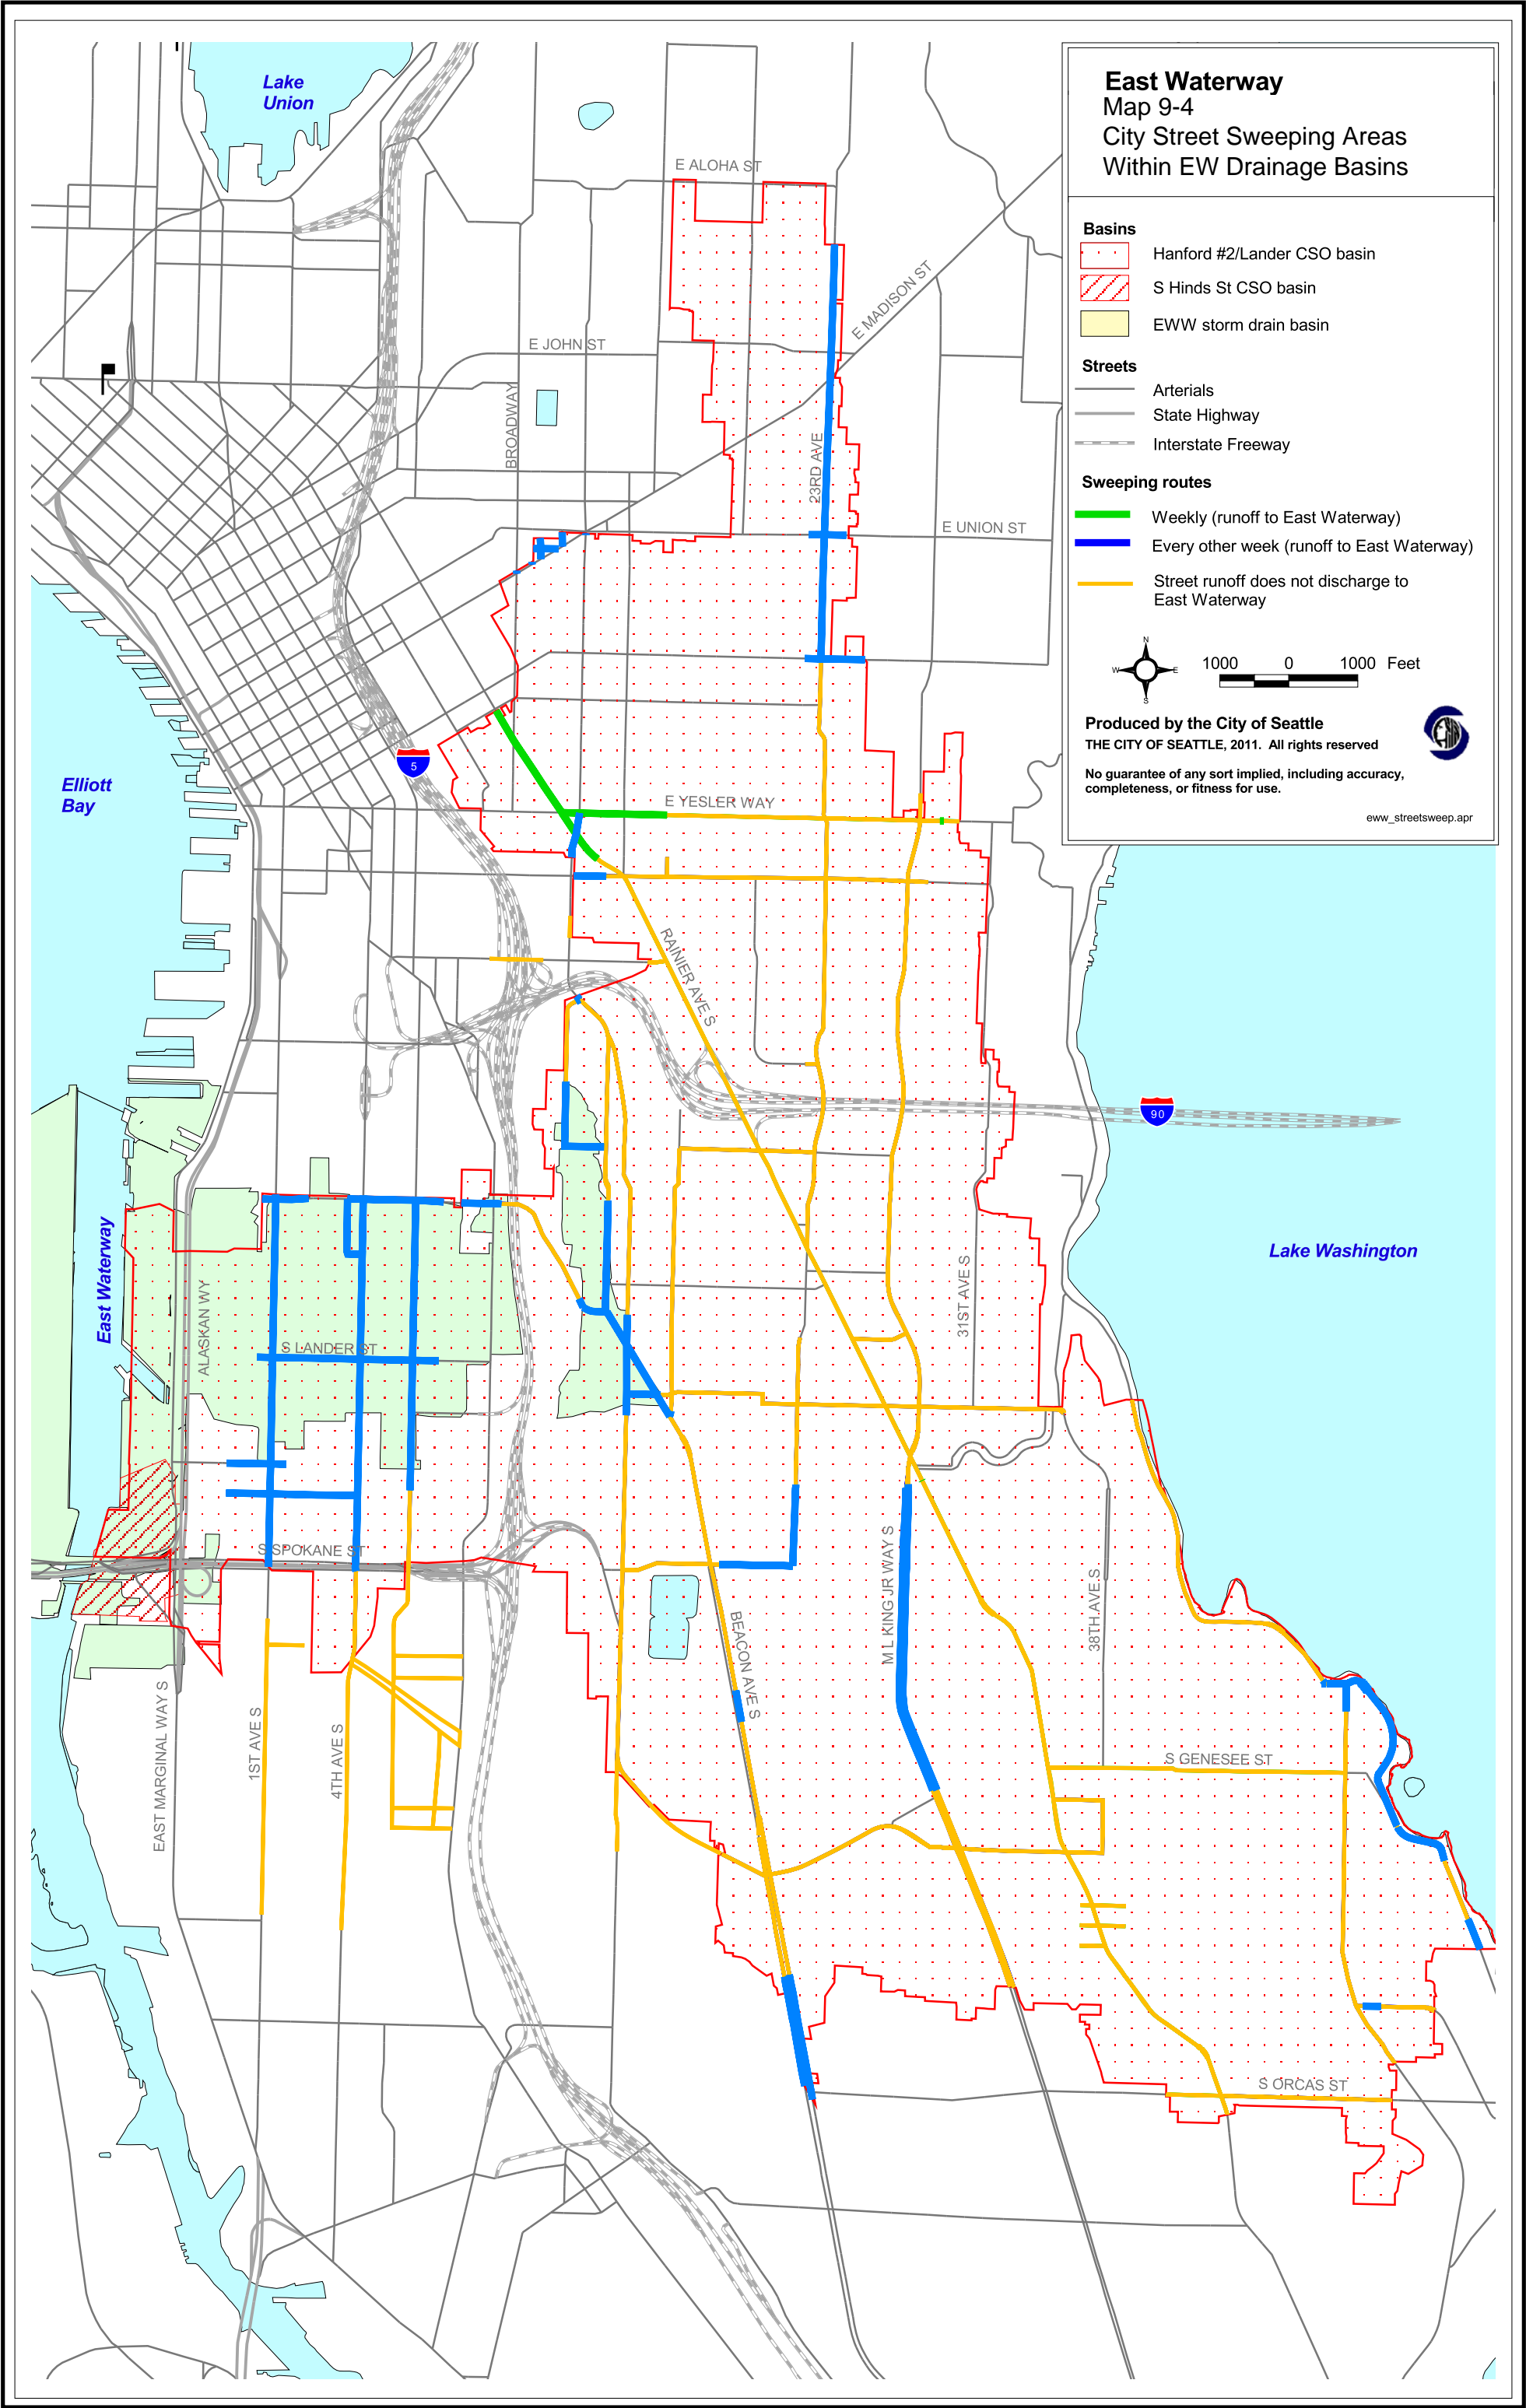 East Waterway
Map 9-4
City Street Sweeping Areas
Within EW Drainage Basins
Basins
Hanford #2/Lander CSO basin
S Hinds St CSO basin
EWW storm drain basin
Streets
Arterials
State Highway
Interstate Freeway
Sweeping routes
Weekly (runoff to East Waterway)
Every other week (runoff to East Waterway)
Street runoff does not discharge to
East Waterway
N
W
E
S
1000 0 1000 Feet
Produced by the City of Seattle
THE CITY OF SEATTLE, 2011. All rights reserved
No guarantee of any sort implied, including accuracy,
completeness, or fitness for use.
eww_streetsweep.apr
Lake
Union
E ALOHA ST
E MADISON ST
E JOHN ST
BROADWAY
23RD AVE
E UNION ST
5
Elliott
Bay
E YESLER WAY
RAINIER AVE S
90
East Waterway
ALASKAN WY
S LANDER ST
31ST AVE S
Lake Washington
S SPOKANE ST
M L KING JR WAY S
38TH AVE S
BEACON AVE S
EAST MARGINAL WAY S
1ST AVE S
4TH AVE S
S GENESEE ST
S ORCAS ST